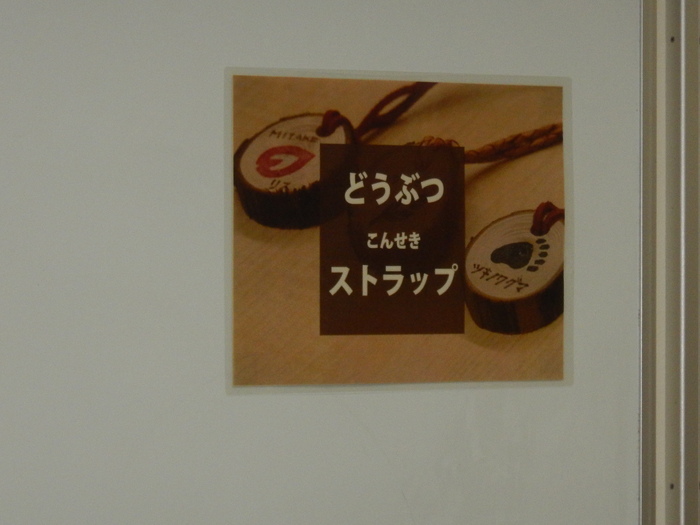 MITAKE
リス
どうぶつ
こんせき
ストラップ
ツキノワグマ